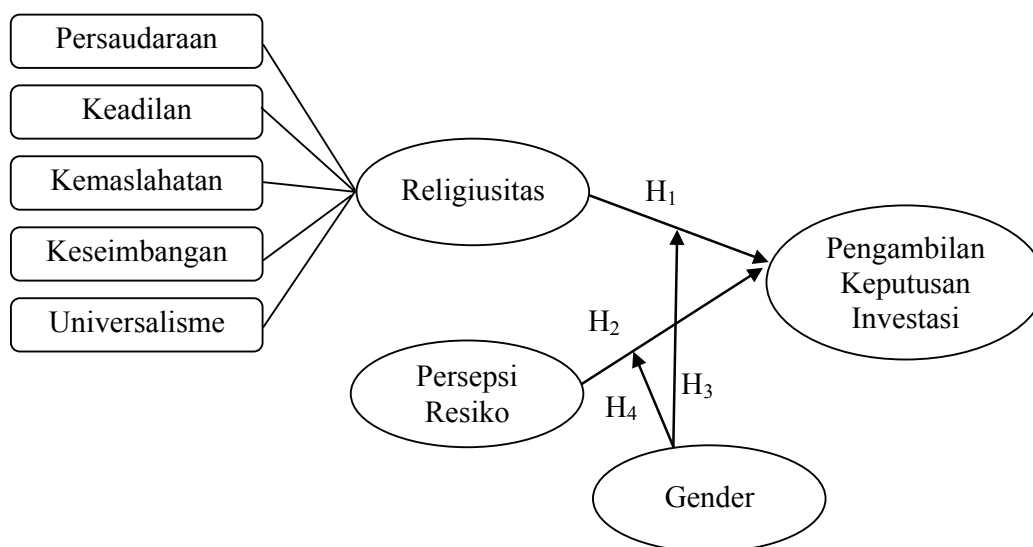 Persaudaraan
Keadilan
Kemaslahatan
Keseimbangan
Universalisme
Religiusitas
H₁
Pengambilan
Keputusan
Investasi
H₂
Persepsi
Resiko
H₃
H₄
Gender